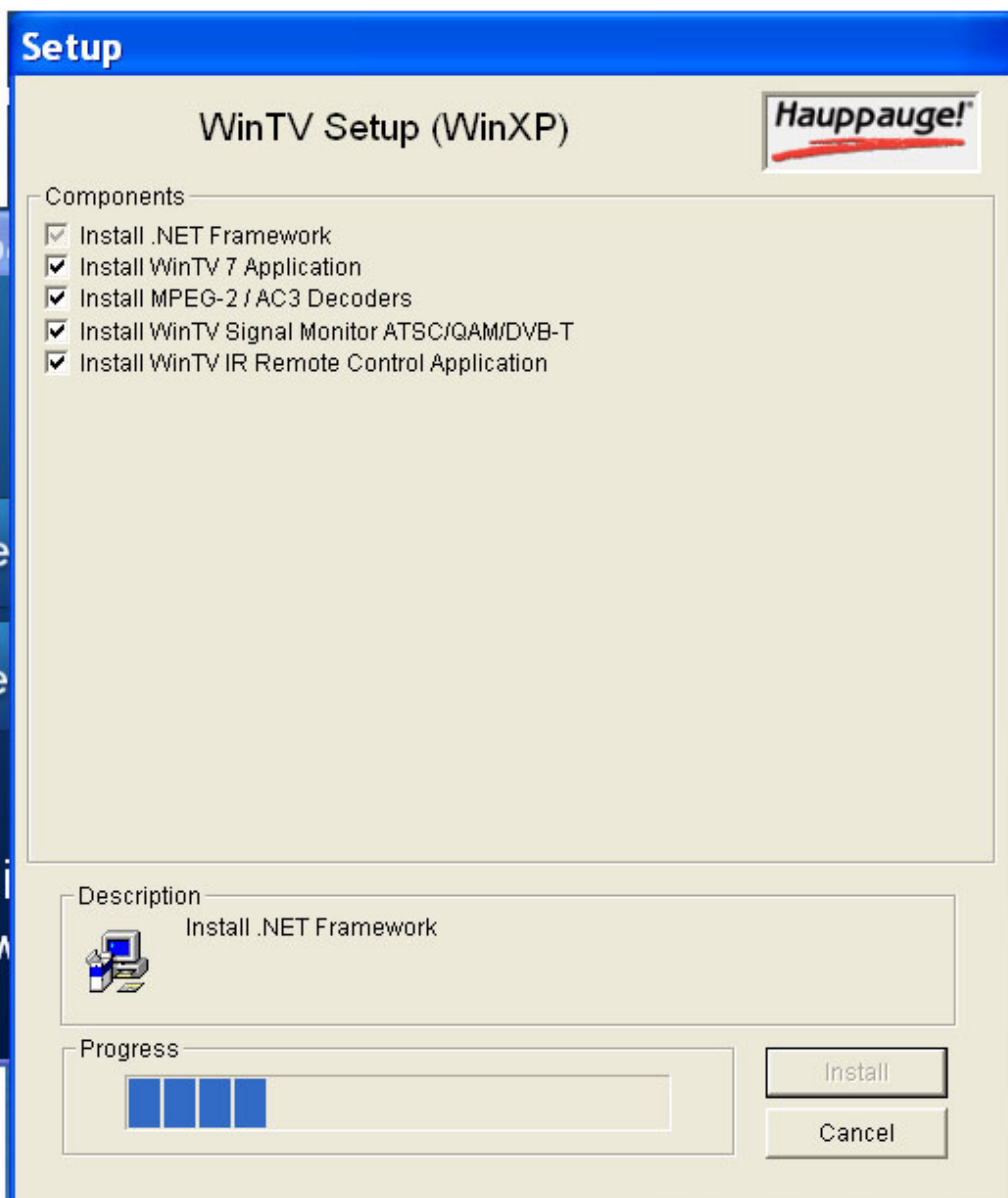 Setup
WinTV Setup (WinXP)
Hauppauge!
Components
Install .NET Framework
Install WinTV 7 Application
Install MPEG-2 / AC3 Decoders
Install WinTV Signal Monitor ATSC/QAM/DVB-T
Install WinTV IR Remote Control Application
Description
Install .NET Framework
Progress
Install
Cancel